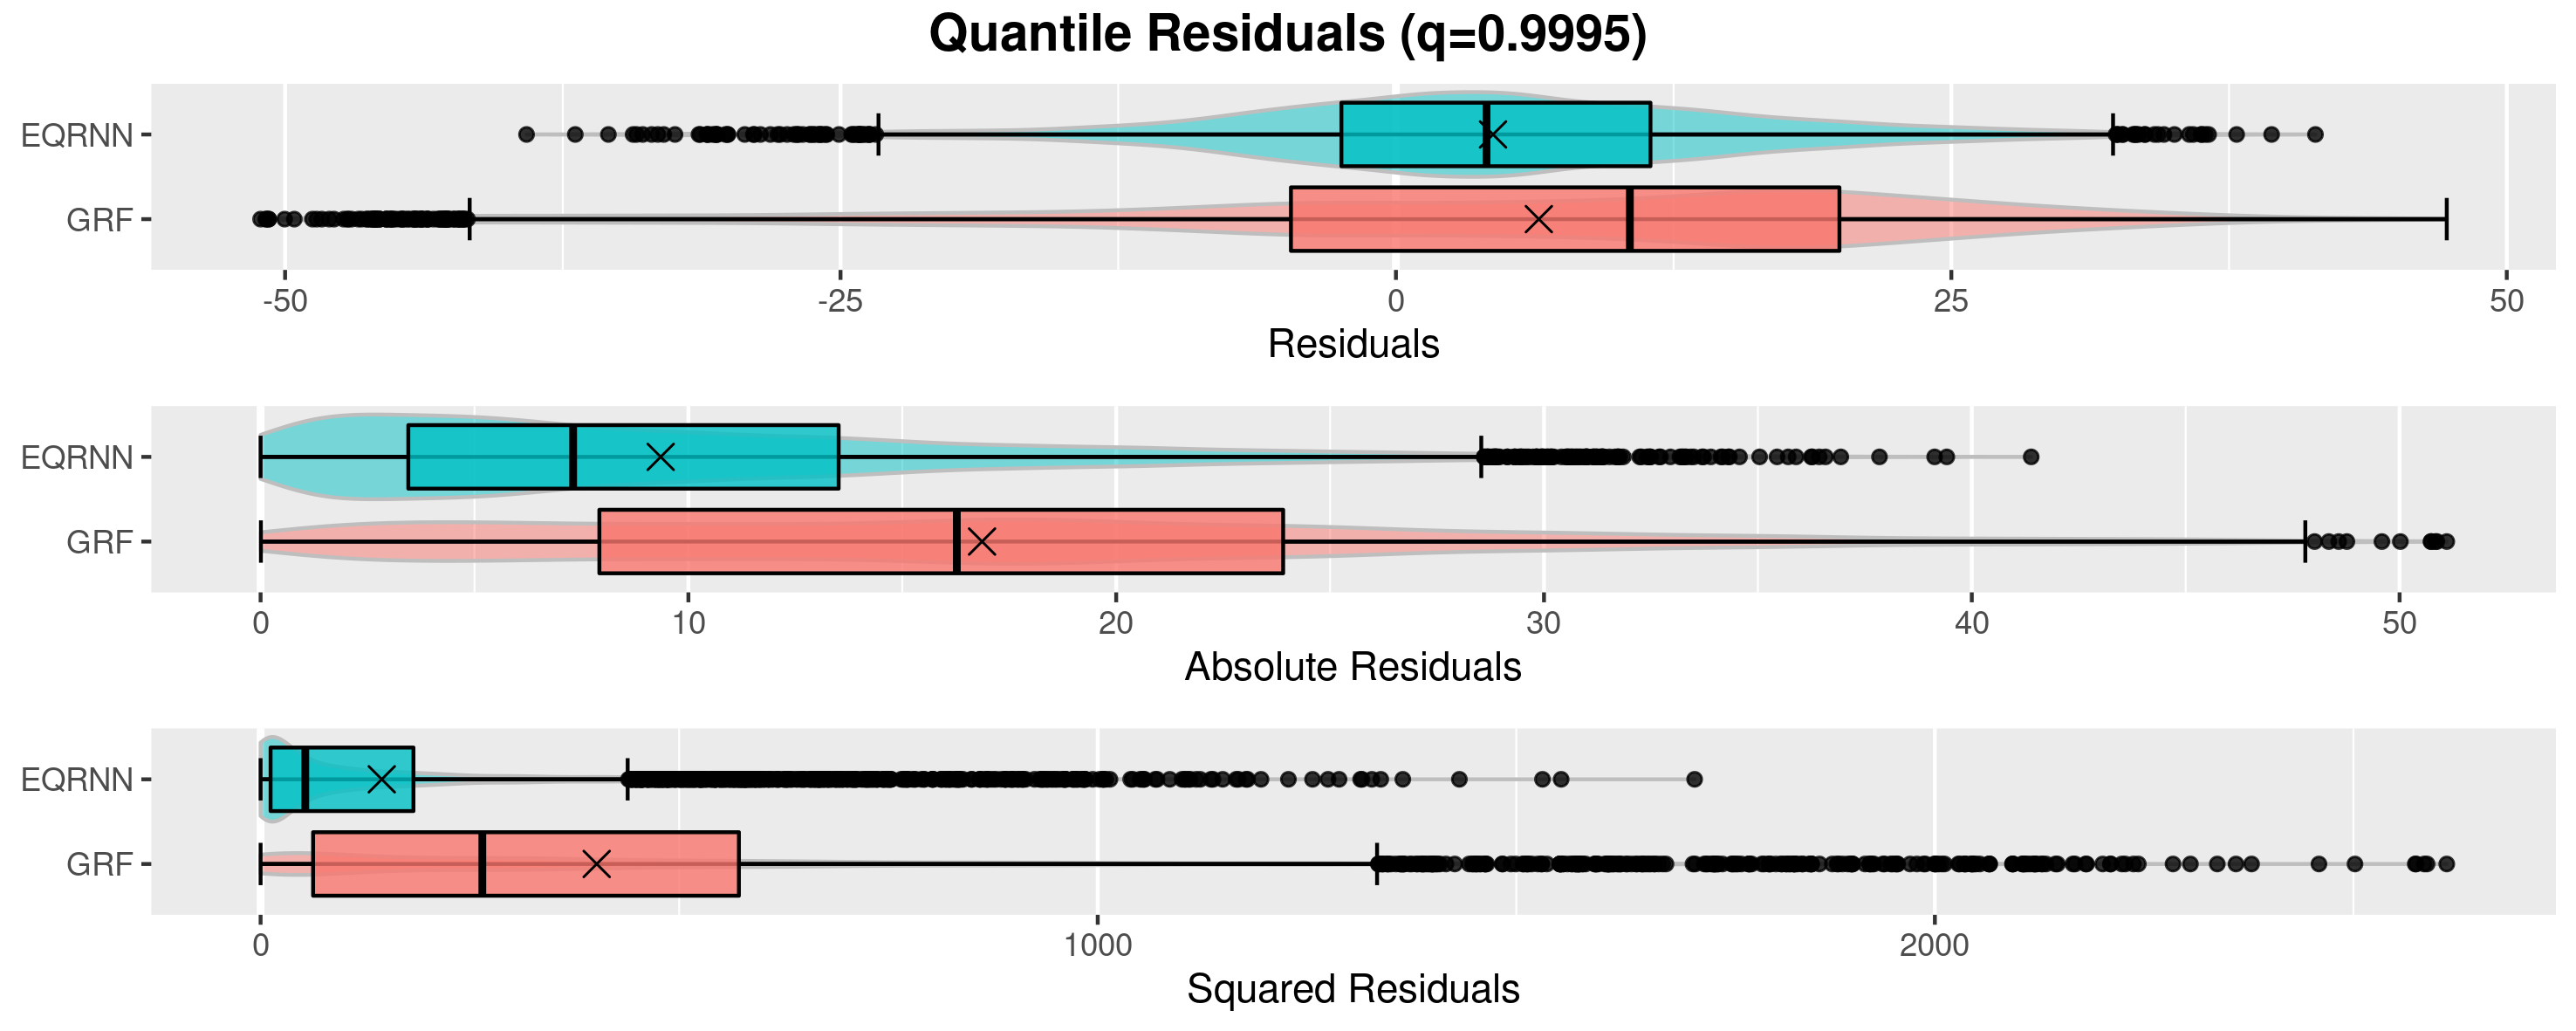 Quantile Residuals (q=0.9995)
EQRNN
GRF
-50 -25 0 25 50
Residuals
EQRNN
GRF
0 10 20 30 40 50
Absolute Residuals
EQRNN
GRF
0 1000 2000
Squared Residuals